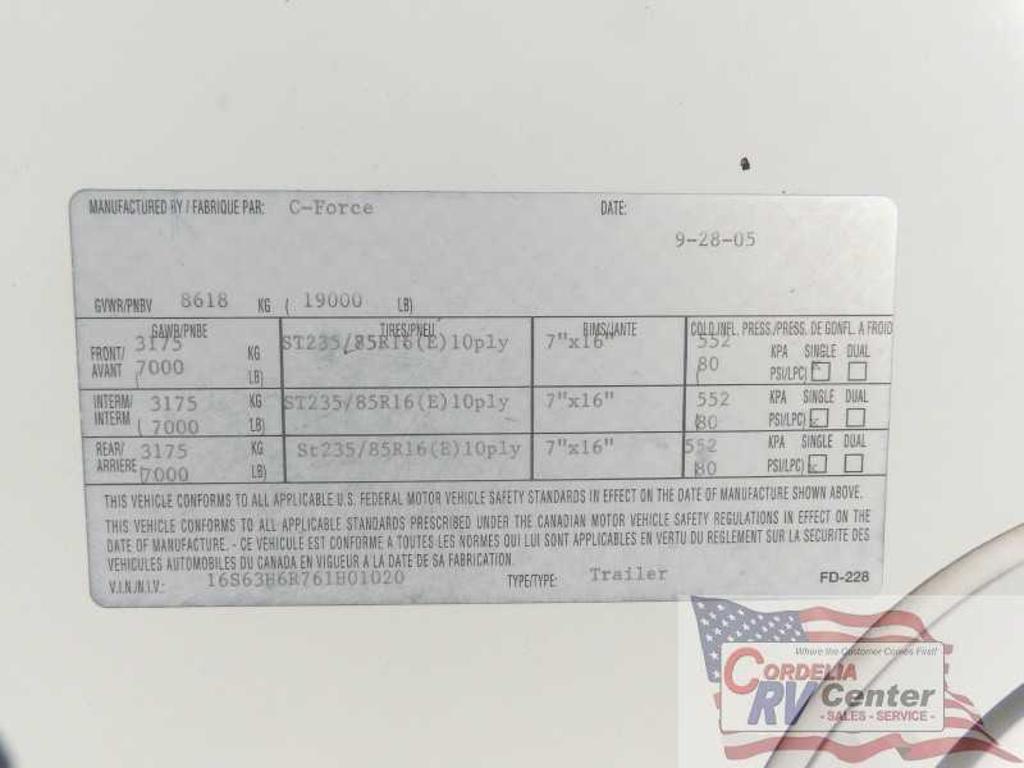 MANUFACTURED BY / FABRIQUE PAR: C-Force DATE:
9-28-05
GVWR/PNBV 8618 KG ( 19000 LB)
GAWR/PNBE TIRES/PNEU RIMS/JANTE COLD INFL. PRESS./PRESS. DE GONFL. A FROID
FRONT/ 3175 KG ST235/85R16(E)10ply 7"x16" 552 KPA SINGLE DUAL
AVANT (7000 LB) (80 PSI/LPC)
INTERM/ 3175 KG ST235/85R16(E)10ply 7"x16" 552 KPA SINGLE DUAL
INTERM ( 7000 LB) (80 PSI/LPC)
REAR/ 3175 KG St235/85R16(E)10ply 7"x16" 552 KPA SINGLE DUAL
ARRIERE (7000 LB) (80 PSI/LPC)
THIS VEHICLE CONFORMS TO ALL APPLICABLE U.S. FEDERAL MOTOR VEHICLE SAFETY STANDARDS IN EFFECT ON THE DATE OF MANUFACTURE SHOWN ABOVE.
THIS VEHICLE CONFORMS TO ALL APPLICABLE STANDARDS PRESCRIBED UNDER THE CANADIAN MOTOR VEHICLE SAFETY REGULATIONS IN EFFECT ON THE
DATE OF MANUFACTURE. - CE VEHICULE EST CONFORME A TOUTES LES NORMES QUI LUI SONT APPLICABLES EN VERTU DU REGLEMENT SUR LA SECURITE DES
VEHICULES AUTOMOBILES DU CANADA EN VIGUEUR A LA DATE DE SA FABRICATION.
V.I.N./N.I.V.: TYPE/TYPE: Trailer FD-228
Where the Customer Comes First!
CORDELIA
RV Center
- SALES - SERVICE -